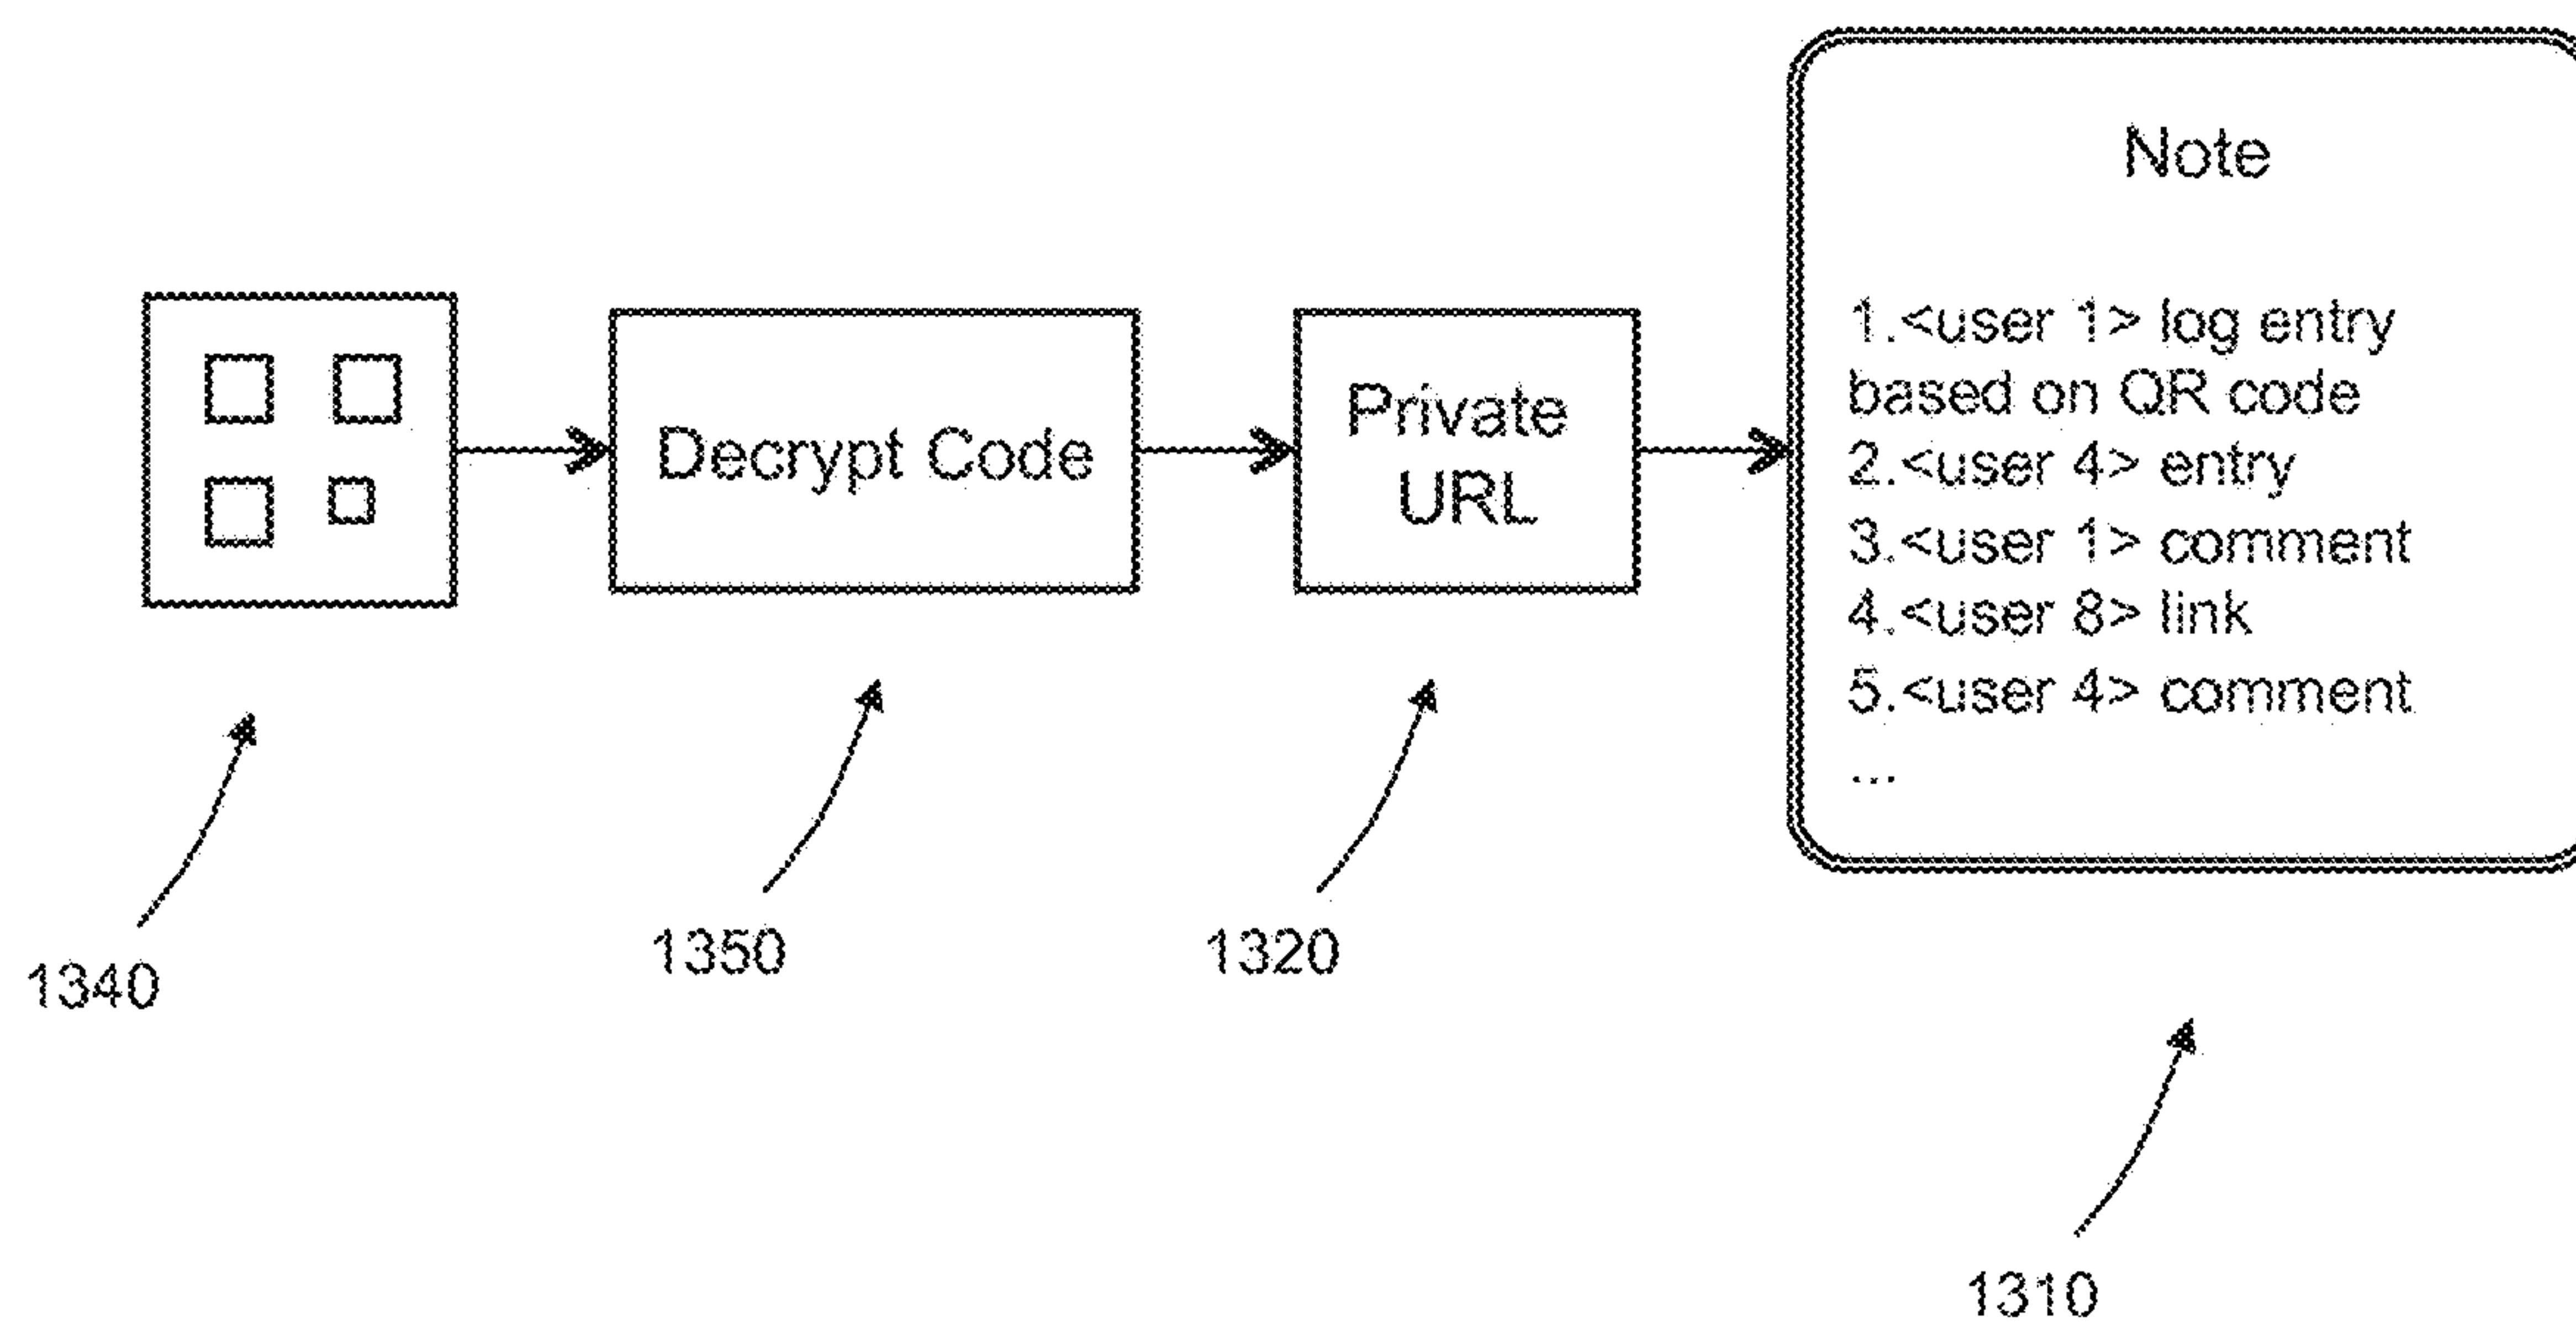 Note
1.<user 1> log entry
based on QR code
2.<user 4> entry
3.<user 1> comment
4.<user 8> link
5.<user 4> comment
...
Decrypt Code
Private
URL
1340
1350
1320
1310